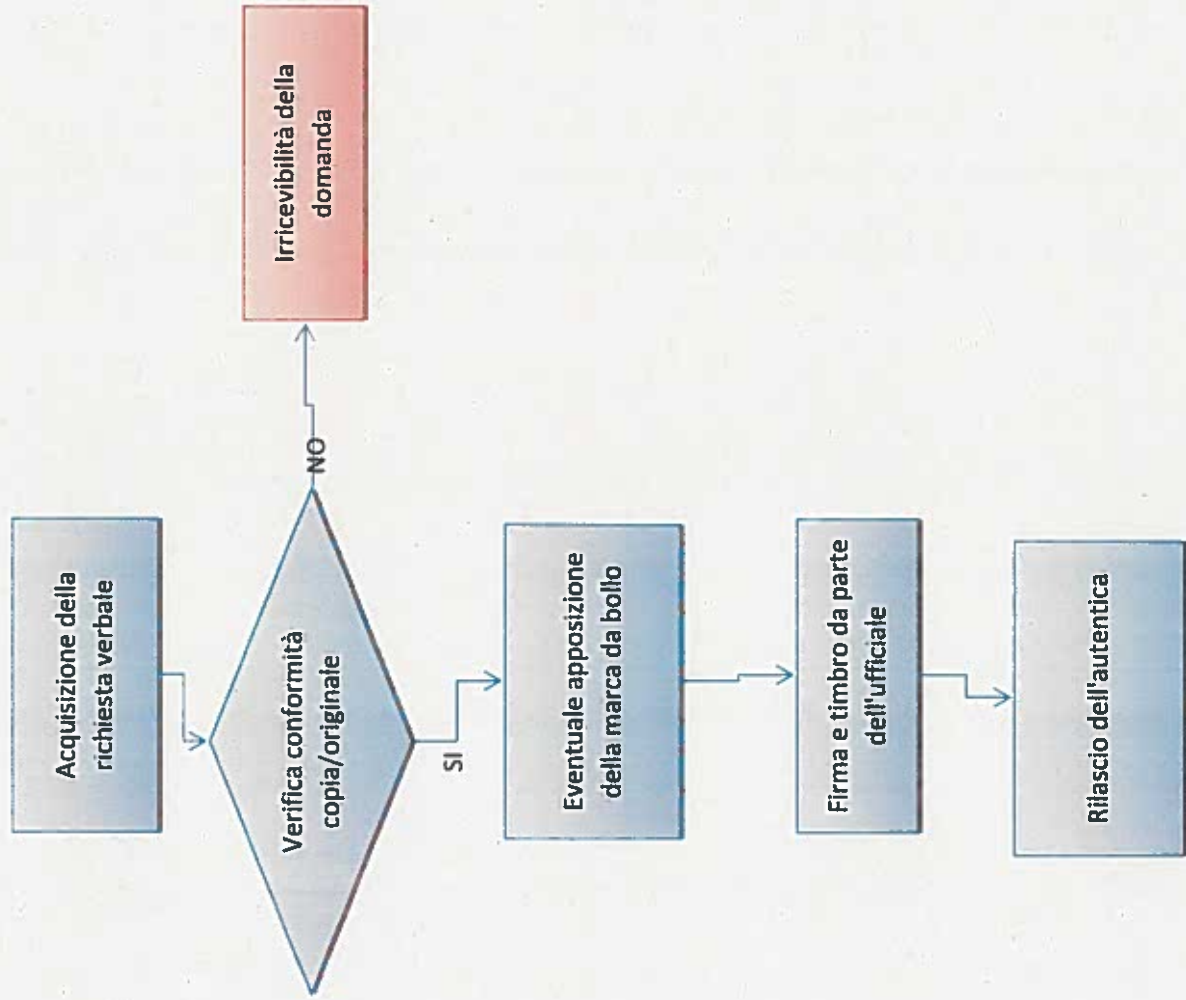 Acquisizione della
richiesta verbale
Verifica conformità
copia/originale
NO
Irricevibilità della
domanda
SI
Eventuale apposizione
della marca da bollo
Firma e timbro da parte
dell'ufficiale
Rilascio dell'autentica